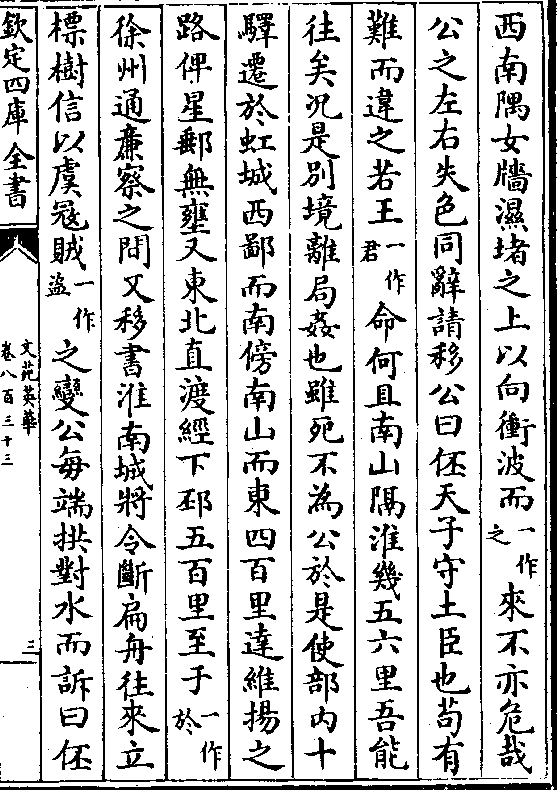 西南隅女牆濕堵之上以向衝波而一作之來不亦危哉
公之左右失色同辭請移公曰伾天子守土臣也苟有
難而違之若王一作君命何且南山隔淮幾五六里吾能
往矣况是別境離局姦也雖死不為公於是使部內十
驛遷於虹城西鄙而南傍南山而東四百里達維揚之
路俾星郵無壅又東北直渡經下邳五百里至于一作於
徐州通廉察之問又移書淮南城將令斷扁舟往來立
標樹信以虞冦賊一作盗之變公每端拱對水而訴曰伾
欽定四庫全書
文苑英華
卷八百三十三
三